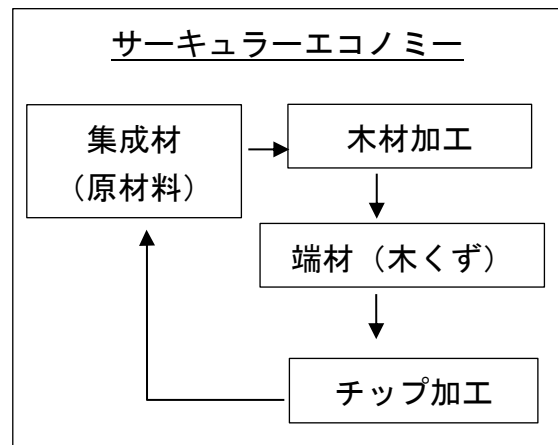 サーキュラーエコノミー
集成材
（原材料）
木材加工
端材（木くず）
チップ加工